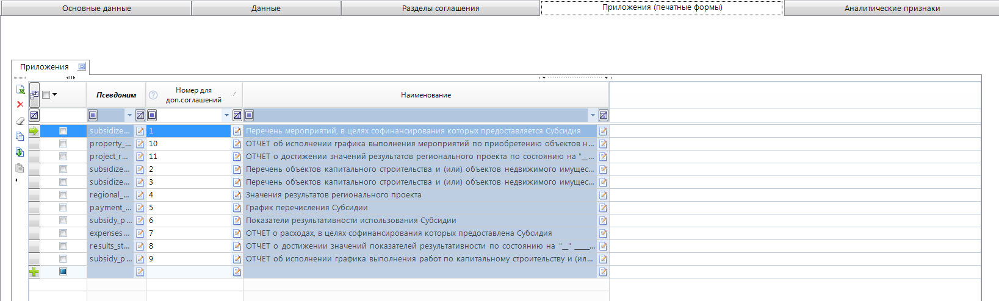 Основные данные Данные Разделы соглашения Приложения (печатные формы) Аналитические признаки
Приложения
Псевдоним Номер для доп.соглашений Наименование
subsidize... 1 Перечень мероприятий, в целях софинансирования которых предоставляется Субсидия
property_... 10 ОТЧЕТ об исполнении графика выполнения мероприятий по приобретению объектов н...
project_r... 11 ОТЧЕТ о достижении значений результатов регионального проекта по состоянию на "__...
subsidize... 2 Перечень объектов капитального строительства и (или) объектов недвижимого имущес...
subsidize... 3 Перечень объектов капитального строительства и (или) объектов недвижимого имущес...
regional_... 4 Значения результатов регионального проекта
payment_... 5 График перечисления Субсидии
subsidy_p... 6 Показатели результативности использования Субсидии
expenses... 7 ОТЧЕТ о расходах, в целях софинансирования которых предоставлена Субсидия
results_st... 8 ОТЧЕТ о достижении значений показателей результативности по состоянию на "__" ____...
subsidy_p... 9 ОТЧЕТ об исполнении графика выполнения работ по капитальному строительству и (ил...